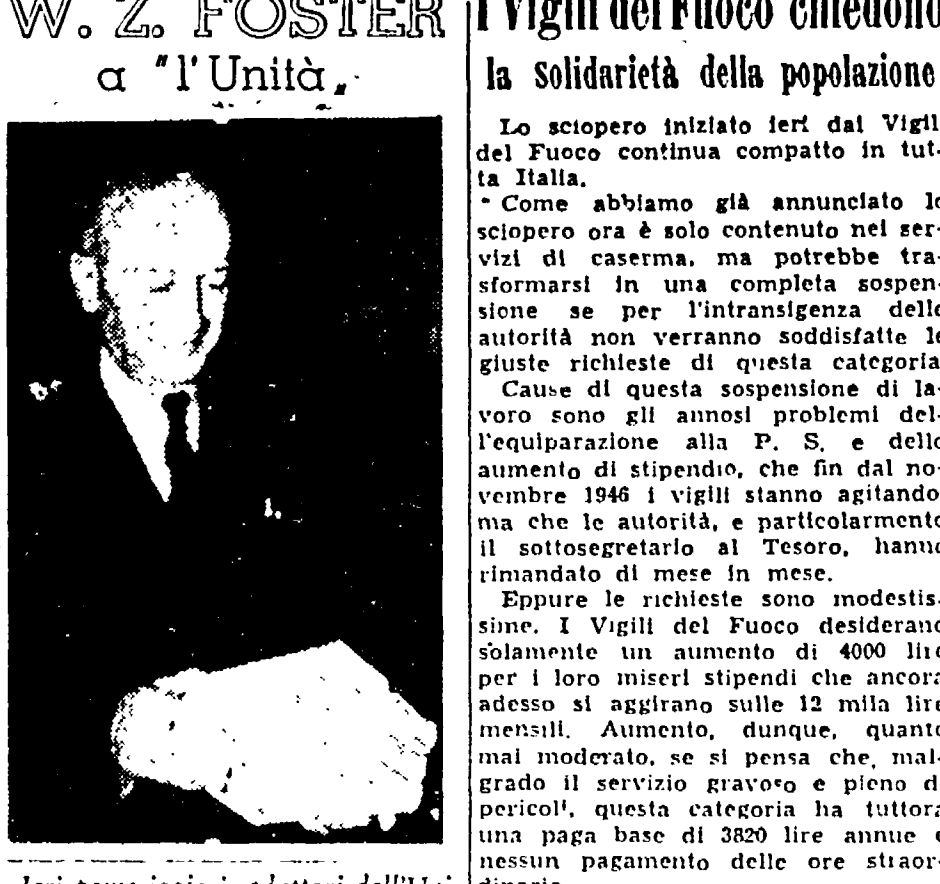 W. Z. FOSTER
a "l'Unità"
I Vigili del Fuoco chiedono
la solidarietà della popolazione
Lo sciopero iniziato ieri dai Vigili
del Fuoco continua compatto in tut-
ta Italia.
Come abbiamo già annunciato lo
sciopero ora è solo contenuto nei ser-
vizi di caserma, ma potrebbe tra-
sformarsi in una completa sospen-
sione se per l'intransigenza delle
autorità non verranno soddisfatte le
giuste richieste di questa categoria
Cause di questa sospensione di la-
voro sono gli annosi problemi del-
l'equiparazione alla P. S. e dello
aumento di stipendio, che fin dal no-
vembre 1946 i vigili stanno agitando
ma che le autorità, e particolarmente
il sottosegretario al Tesoro, hanno
rimandato di mese in mese.
Eppure le richieste sono modestis-
sime. I Vigili del Fuoco desiderano
solamente un aumento di 4000 lire
per i loro miseri stipendi che ancora
adesso si aggirano sulle 12 mila lire
mensili. Aumento, dunque, quanto
mai moderato, se si pensa che, mal-
grado il servizio gravoso e pieno di
pericoli, questa categoria ha tuttora
una paga base di 3820 lire annue e
nessun pagamento delle ore straor-
dinarie